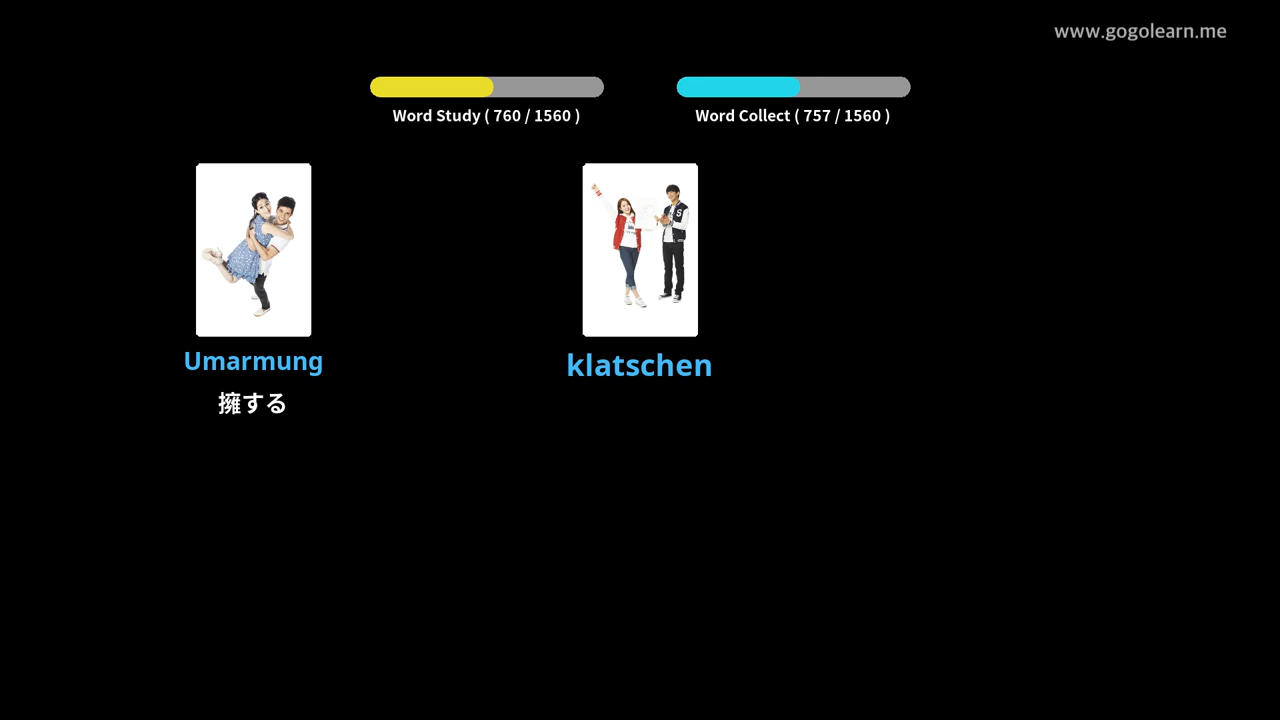 www.gogolearn.me
Word Study ( 760 / 1560 )
Word Collect ( 757 / 1560 )
Umarmung
擁する
klatschen